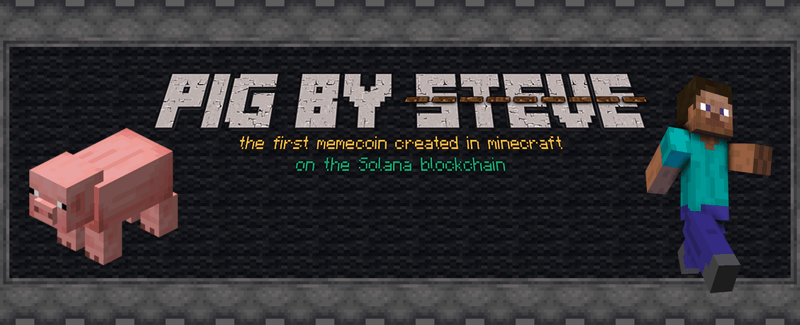 PIG BY STEVE
the first memecoin created in minecraft
on the Solana blockchain